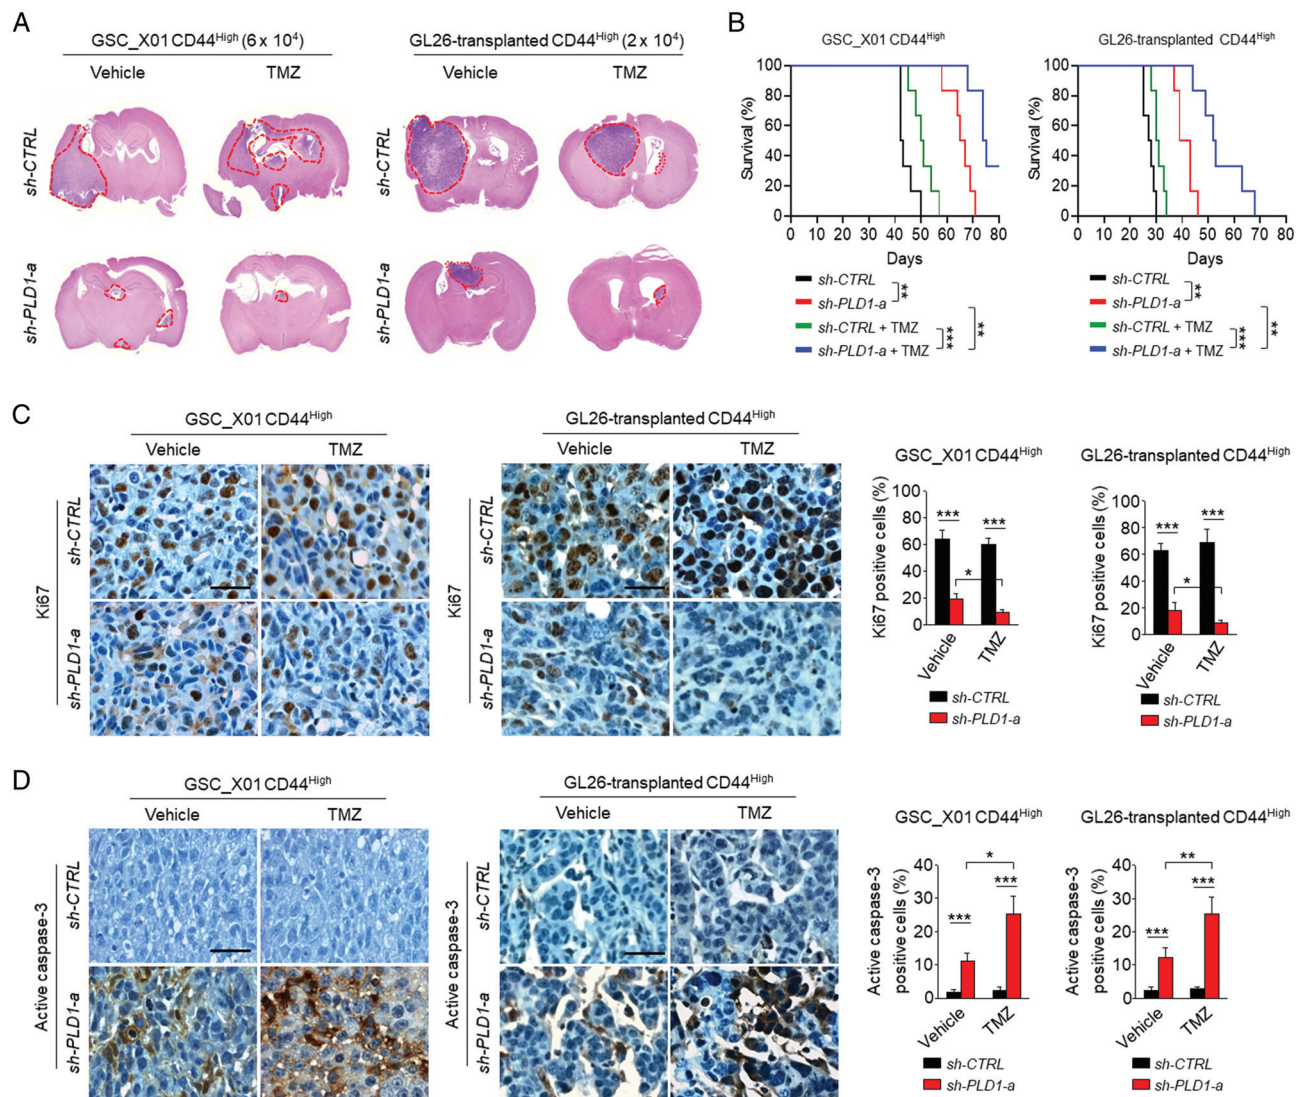 A
GSC_X01 CD44High (6 x 10⁴)
GL26-transplanted CD44High (2 x 10⁴)
Vehicle
TMZ
Vehicle
TMZ
sh-CTRL
sh-CTRL
sh-PLD1-a
sh-PLD1-a
B
GSC_X01 CD44High
GL26-transplanted CD44High
Survival (%)
100
80
60
40
20
0
0 10 20 30 40 50 60 70 80
Days
sh-CTRL
sh-PLD1-a
sh-CTRL + TMZ
sh-PLD1-a + TMZ
**
***
**
Survival (%)
100
80
60
40
20
0
0 10 20 30 40 50 60 70 80
Days
sh-CTRL
sh-PLD1-a
sh-CTRL + TMZ
sh-PLD1-a + TMZ
**
***
**
C
GSC_X01 CD44High
Vehicle
TMZ
Ki67
sh-CTRL
sh-PLD1-a
GL26-transplanted CD44High
Vehicle
TMZ
Ki67
sh-CTRL
sh-PLD1-a
GSC_X01 CD44High
Ki67 positive cells (%)
100
80
60
40
20
0
***
***
*
Vehicle
TMZ
sh-CTRL
sh-PLD1-a
GL26-transplanted CD44High
Ki67 positive cells (%)
100
80
60
40
20
0
***
***
*
Vehicle
TMZ
sh-CTRL
sh-PLD1-a
D
GSC_X01 CD44High
Vehicle
TMZ
Active caspase-3
sh-CTRL
sh-PLD1-a
GL26-transplanted CD44High
Vehicle
TMZ
Active caspase-3
sh-CTRL
sh-PLD1-a
GSC_X01 CD44High
Active caspase-3
positive cells (%)
40
30
20
10
0
*
***
***
Vehicle
TMZ
sh-CTRL
sh-PLD1-a
GL26-transplanted CD44High
Active caspase-3
positive cells (%)
40
30
20
10
0
**
***
***
Vehicle
TMZ
sh-CTRL
sh-PLD1-a